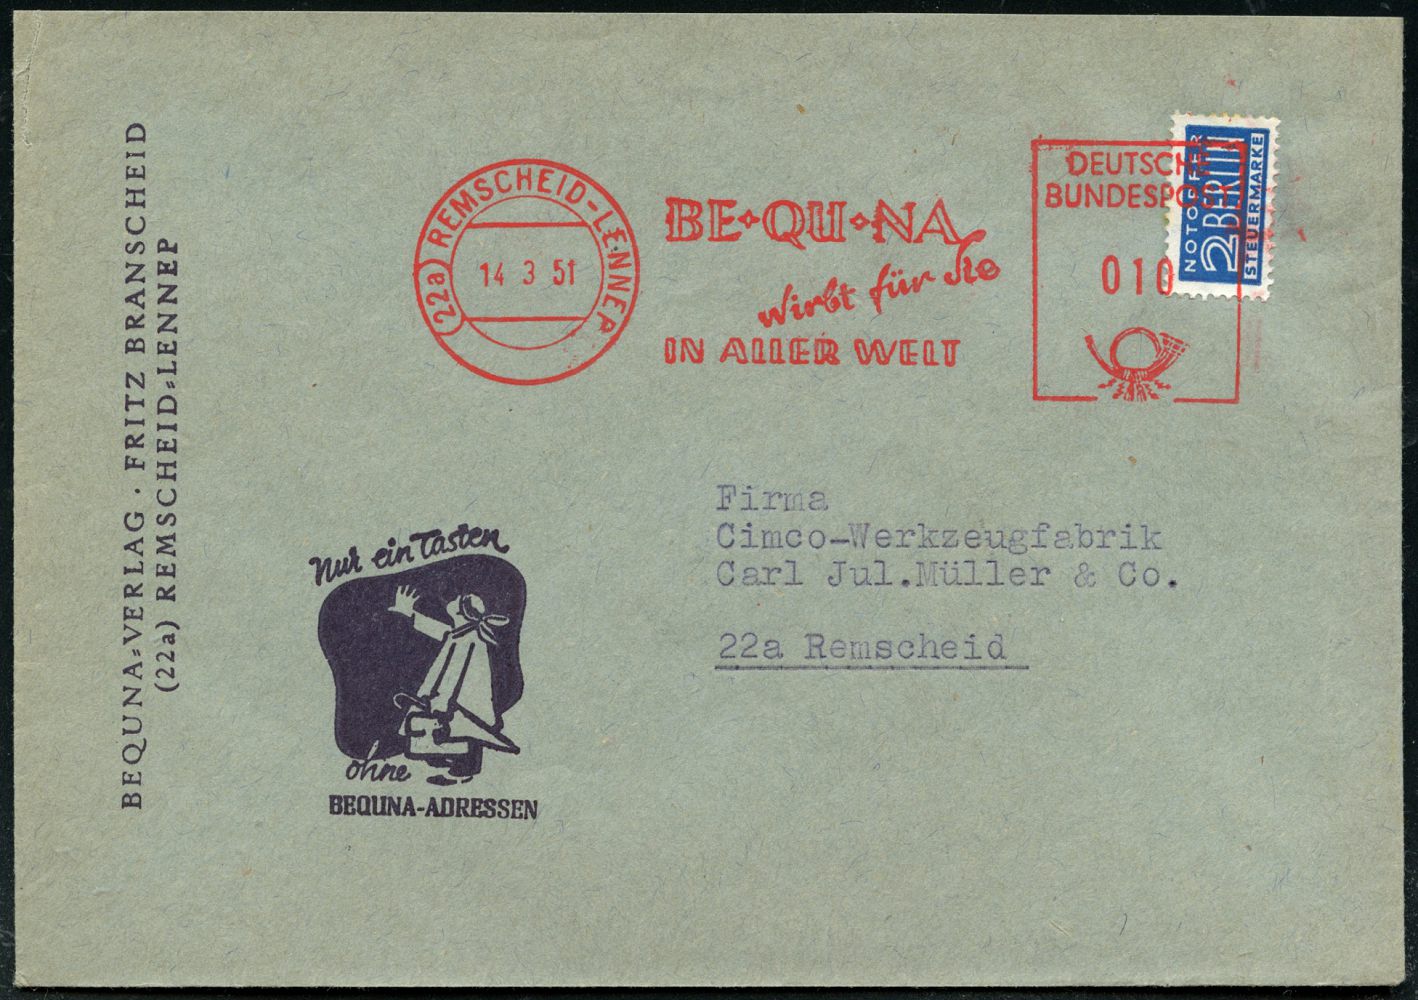 BEQUNA-VERLAG · FRITZ BRANSCHEID
(22a) REMSCHEID-LENNEP
(22a) REMSCHEID-LENNEP
14 3 51
BE·QU·NA
wirbt für Sie
IN ALLER WELT
DEUTSCHE
BUNDESPOST
010
NOTOPFER
2 BERLIN
STEUERMARKE
Firma
Cimco-Werkzeugfabrik
Carl Jul.Müller & Co.
22a Remscheid
Nur ein Tasten
ohne
BEQUNA-ADRESSEN